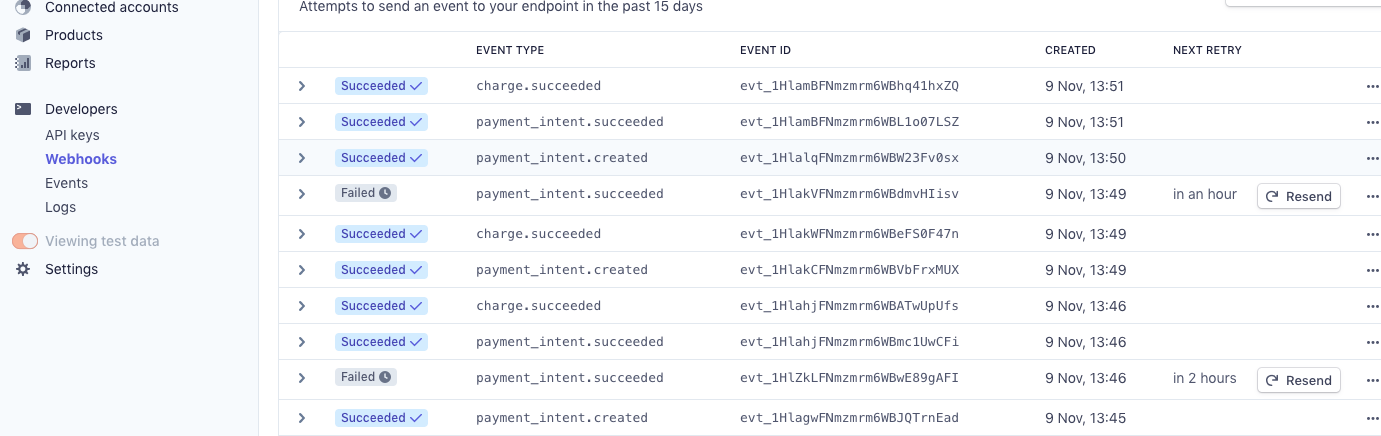 Connected accounts
Products
Reports
Developers
API keys
Webhooks
Events
Logs
Viewing test data
Settings
Attempts to send an event to your endpoint in the past 15 days
EVENT TYPE EVENT ID CREATED NEXT RETRY
Succeeded charge.succeeded evt_1HlamBFNmzmrm6WBhq41hxZQ 9 Nov, 13:51
Succeeded payment_intent.succeeded evt_1HlamBFNmzmrm6WBL1o07LSZ 9 Nov, 13:51
Succeeded payment_intent.created evt_1HlalqFNmzmrm6WBW23Fv0sx 9 Nov, 13:50
Failed payment_intent.succeeded evt_1HlakVFNmzmrm6WBdmvHIisv 9 Nov, 13:49 in an hour Resend
Succeeded charge.succeeded evt_1HlakWFNmzmrm6WBeFS0F47n 9 Nov, 13:49
Succeeded payment_intent.created evt_1HlakCFNmzmrm6WBVbFrxMUX 9 Nov, 13:49
Succeeded charge.succeeded evt_1HlahjFNmzmrm6WBATwUpUfs 9 Nov, 13:46
Succeeded payment_intent.succeeded evt_1HlahjFNmzmrm6WBmc1UwCFi 9 Nov, 13:46
Failed payment_intent.succeeded evt_1HlZkLFNmzmrm6WBwE89gAFI 9 Nov, 13:46 in 2 hours Resend
Succeeded payment_intent.created evt_1HlagwFNmzmrm6WBJQTrnEad 9 Nov, 13:45